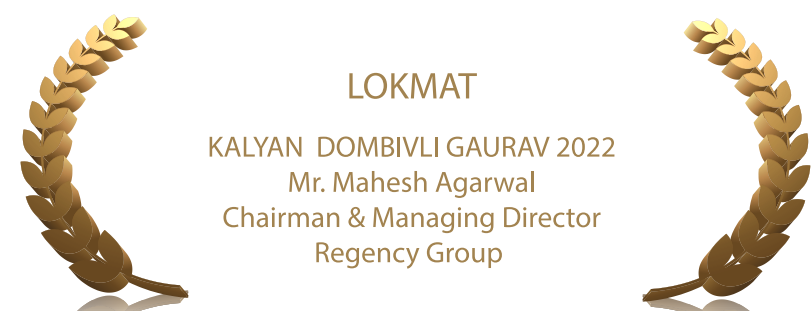 LOKMAT
KALYAN DOMBIVLI GAURAV 2022
Mr. Mahesh Agarwal
Chairman & Managing Director
Regency Group